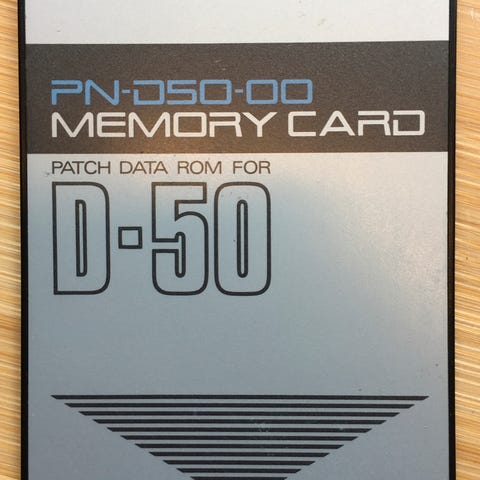 PN-D50-00
MEMORY CARD
PATCH DATA ROM FOR
D-50